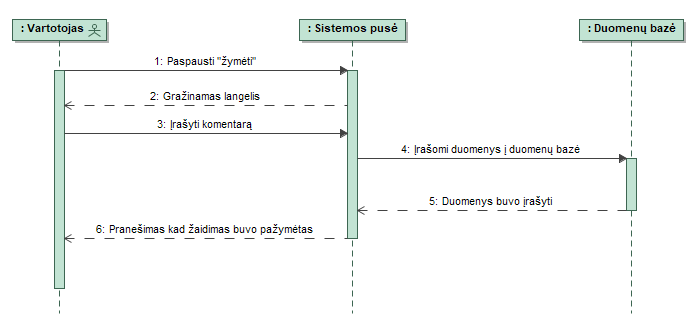 : Vartotojas
: Sistemos pusė
: Duomenų bazė
1: Paspausti "žymėti"
2: Gražinamas langelis
3: Įrašyti komentarą
4: Įrašomi duomenys į duomenų bazė
5: Duomenys buvo įrašyti
6: Pranešimas kad žaidimas buvo pažymėtas